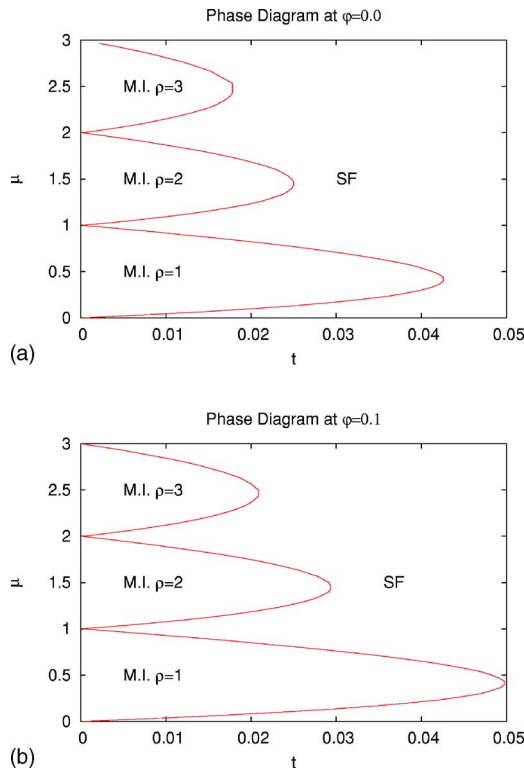 Phase Diagram at φ=0.0
3
M.I. ρ=3
2.5
2
μ
M.I. ρ=2
SF
1.5
1
M.I. ρ=1
0.5
0
0 0.01 0.02 0.03 0.04 0.05
(a)
t
Phase Diagram at φ=0.1
3
M.I. ρ=3
2.5
2
μ
M.I. ρ=2
SF
1.5
1
M.I. ρ=1
0.5
0
0 0.01 0.02 0.03 0.04 0.05
(b)
t